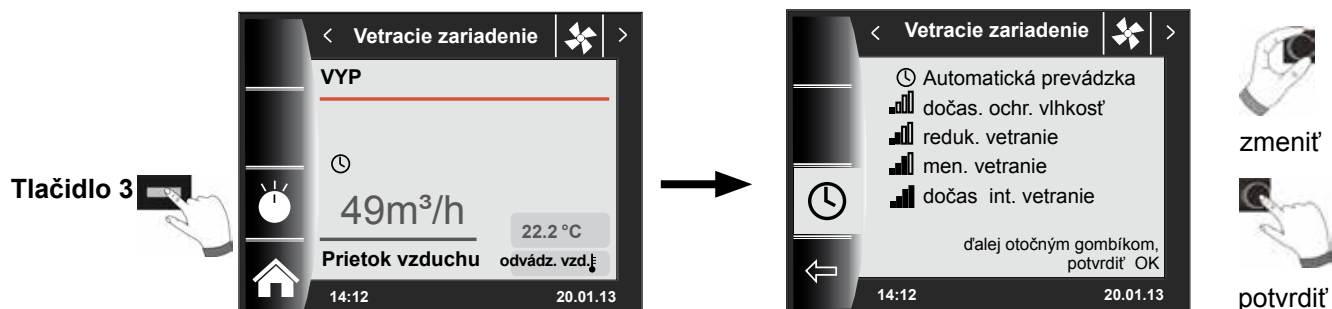 Tlačidlo 3
< Vetracie zariadenie >
VYP
49m³/h
22.2 °C
Prietok vzduchu
odvádz. vzd.
14:12
20.01.13
< Vetracie zariadenie >
Automatická prevádzka
dočas. ochr. vlhkosť
reduk. vetranie
men. vetranie
dočas int. vetranie
ďalej otočným gombíkom,
potvrdiť OK
14:12
20.01.13
zmeniť
potvrdiť